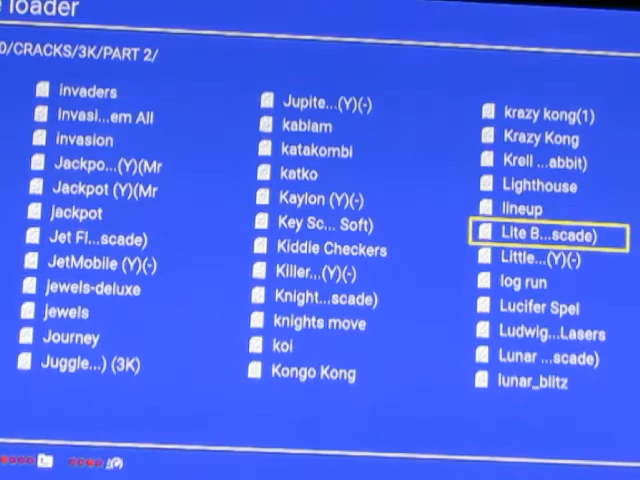 loader
0/CRACKS/3K/PART 2/
invaders
Invasi...em All
invasion
Jackpo...(Y)(Mr
Jackpot (Y)(Mr
jackpot
Jet Fl...scade)
JetMobile (Y)(-)
jewels-deluxe
jewels
Journey
Juggle...) (3K)
Jupite...(Y)(-)
kablam
katakombi
katko
Kaylon (Y)(-)
Key Sc... Soft)
Kiddie Checkers
Killer...(Y)(-)
Knight...scade)
knights move
koi
Kongo Kong
krazy kong(1)
Krazy Kong
Krell ...abbit)
Lighthouse
lineup
Lite B...scade)
Little...(Y)(-)
log run
Lucifer Spel
Ludwig...Lasers
Lunar ...scade)
lunar_blitz